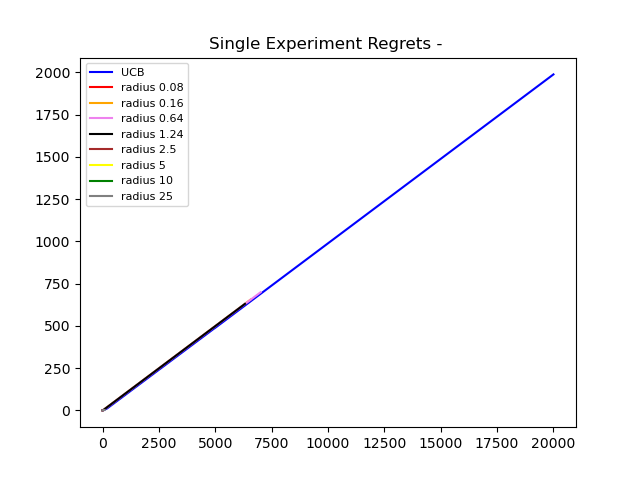 Single Experiment Regrets -
2000
1750
1500
1250
1000
750
500
250
0
UCB
radius 0.08
radius 0.16
radius 0.64
radius 1.24
radius 2.5
radius 5
radius 10
radius 25
0 2500 5000 7500 10000 12500 15000 17500 20000